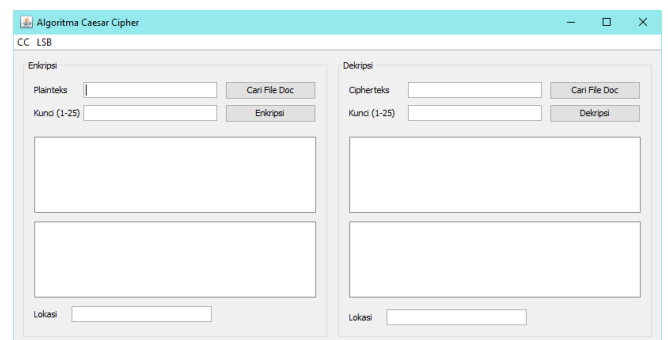 Algoritma Caesar Cipher
CC LSB
Enkripsi
Plainteks Cari File Doc
Kunci (1-25) Enkripsi
Lokasi
Dekripsi
Cipherteks Cari File Doc
Kunci (1-25) Dekripsi
Lokasi